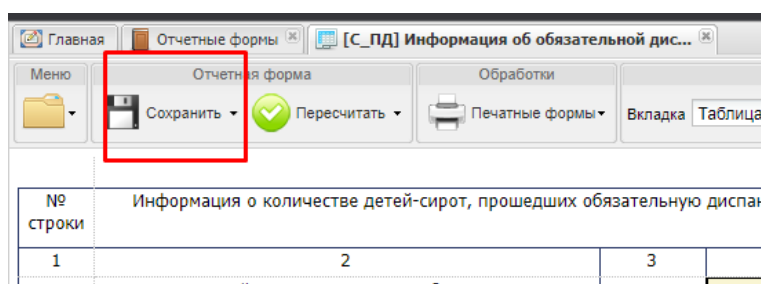 Главная Отчетные формы [С_ПД] Информация об обязательной дис...
Меню Отчетная форма Обработки
Сохранить Пересчитать Печатные формы Вкладка Таблица
№ строки
Информация о количестве детей-сирот, прошедших обязательную диспан
1 2 3